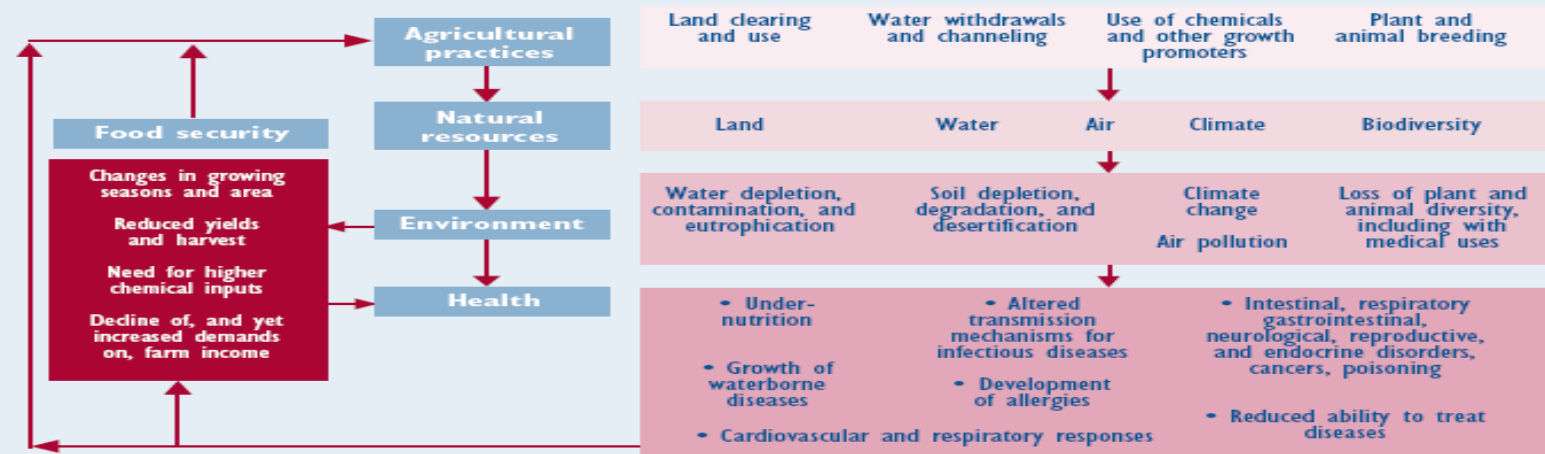 Agricultural
practices
Natural
resources
Food security
Changes in growing
seasons and area
Reduced yields
and harvest
Need for higher
chemical inputs
Decline of, and yet
increased demands
on, farm income
Environment
Health
Land clearing
and use
Water withdrawals
and channeling
Use of chemicals
and other growth
promoters
Plant and
animal breeding
Land
Water
Air
Climate
Biodiversity
Water depletion,
contamination, and
eutrophication
Soil depletion,
degradation, and
desertification
Climate
change
Air pollution
Loss of plant and
animal diversity,
including with
medical uses
• Under-
nutrition
• Growth of
waterborne
diseases
• Altered
transmission
mechanisms for
infectious diseases
• Development
of allergies
• Cardiovascular and respiratory responses
• Intestinal, respiratory
gastrointestinal,
neurological, reproductive,
and endocrine disorders,
cancers, poisoning
• Reduced ability to treat
diseases